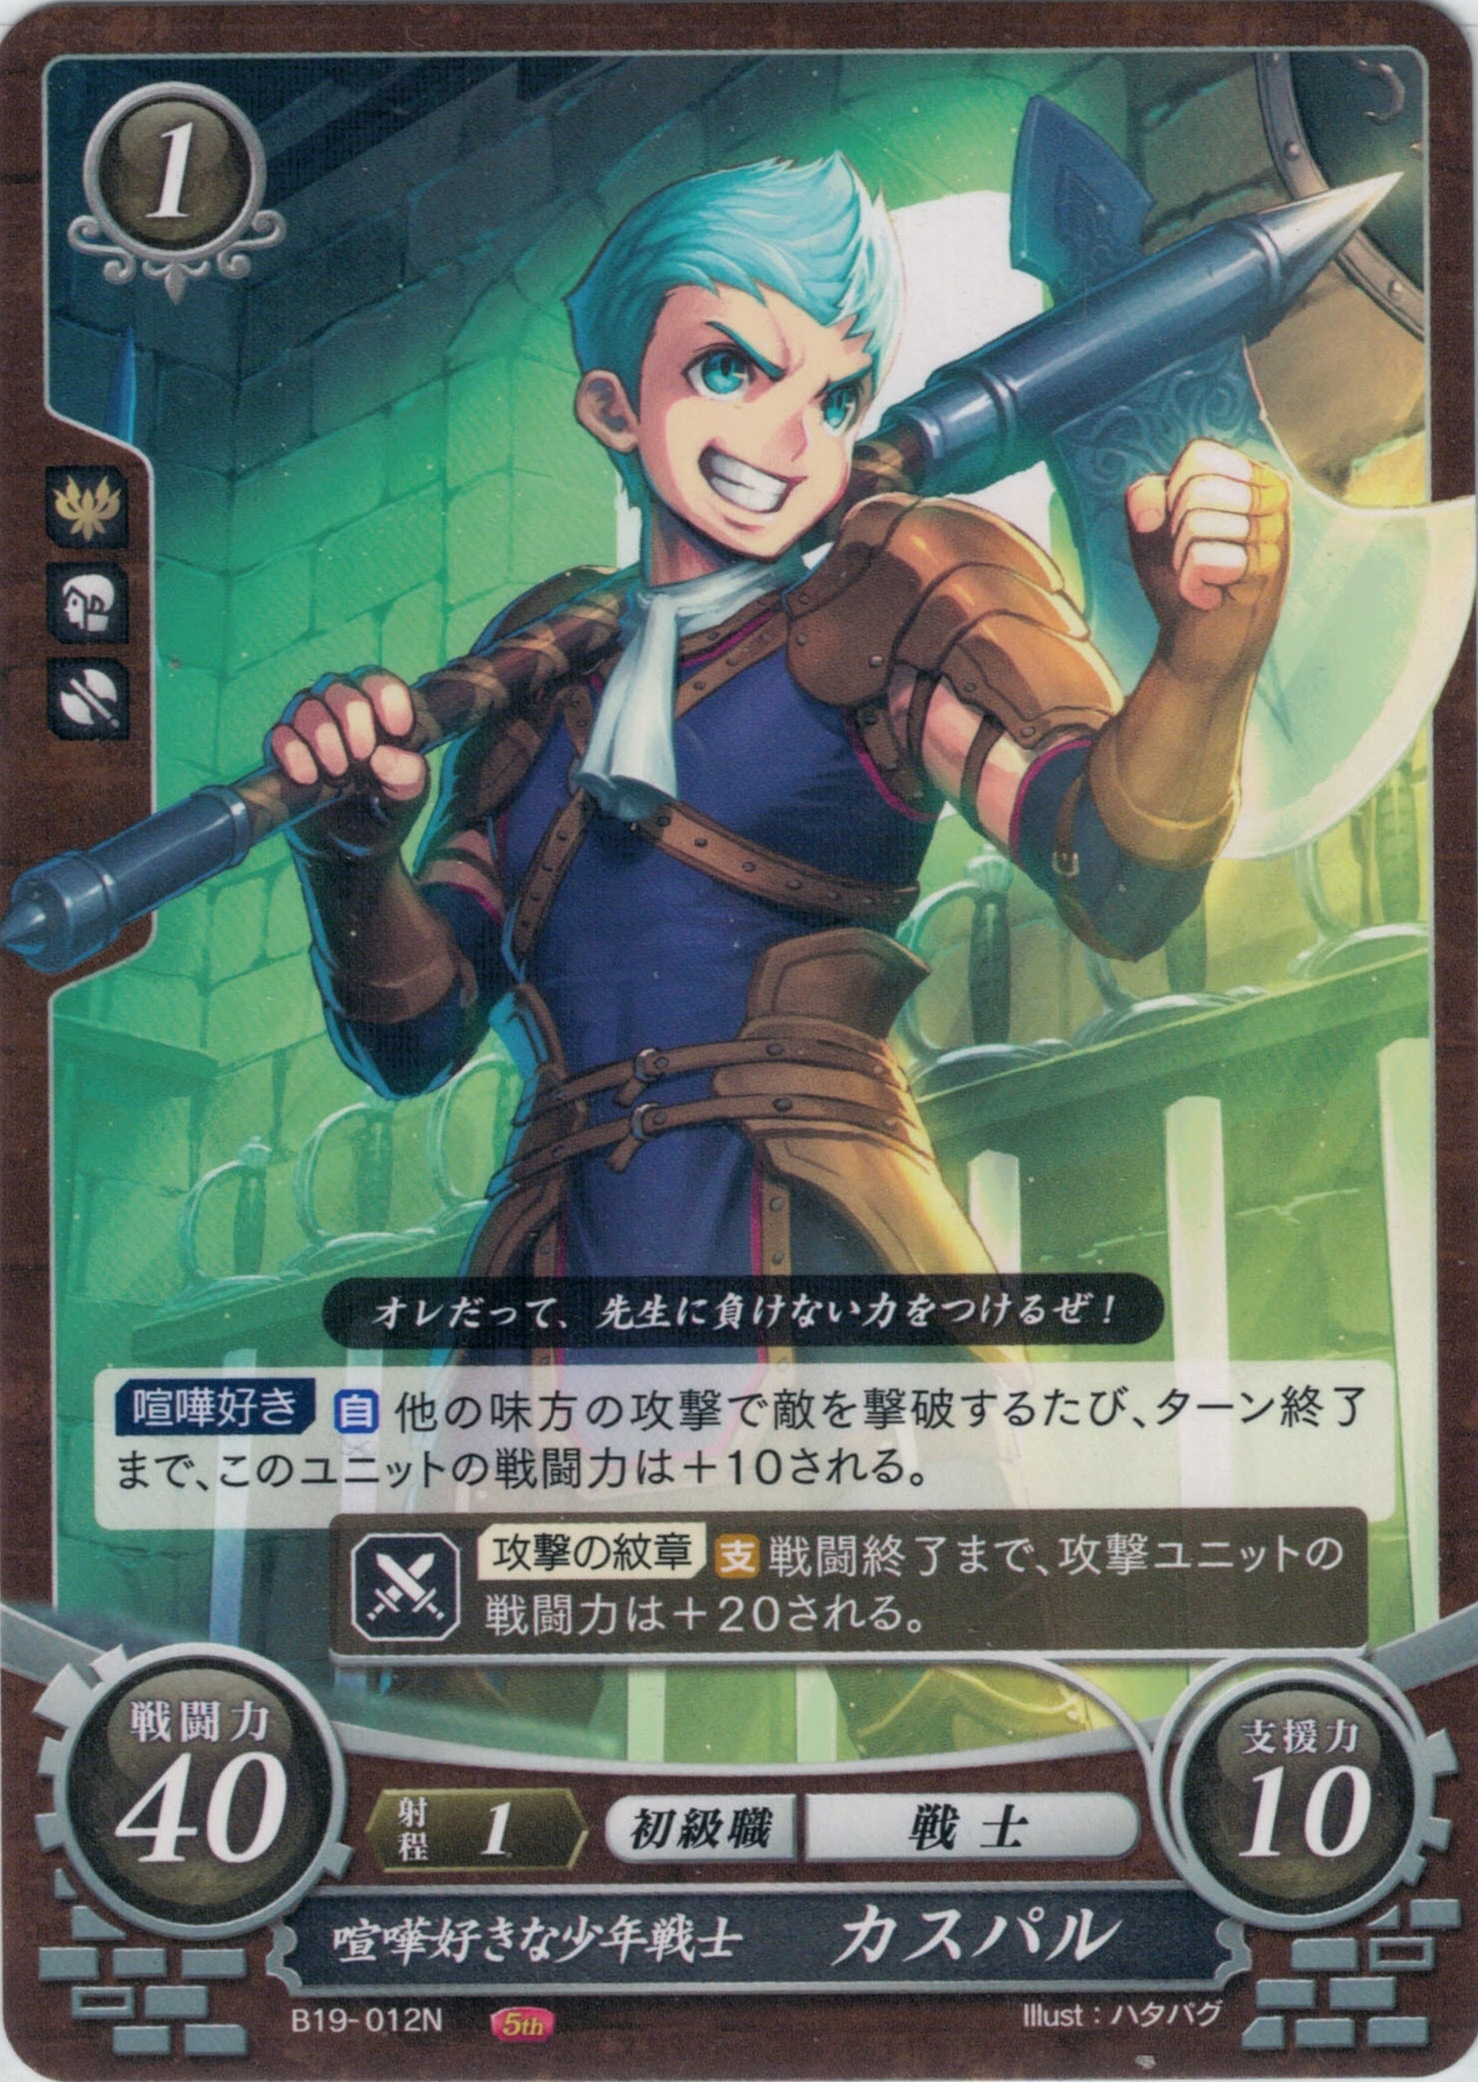 1
オレだって、先生に負けない力をつけるぜ！
喧嘩好き 自 他の味方の攻撃で敵を撃破するたび、ターン終了
まで、このユニットの戦闘力は＋10される。
攻撃の紋章 支 戦闘終了まで、攻撃ユニットの
戦闘力は＋20される。
戦闘力
40
射程 1
初級職
戦士
支援力
10
喧嘩好きな少年戦士 カスパル
B19-012N
5th
Illust：ハタパグ